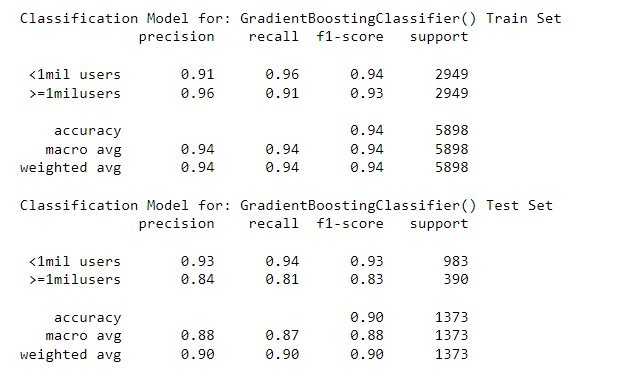 Classification Model for: GradientBoostingClassifier() Train Set
precision recall f1-score support
<1mil users 0.91 0.96 0.94 2949
>=1milusers 0.96 0.91 0.93 2949
accuracy 0.94 5898
macro avg 0.94 0.94 0.94 5898
weighted avg 0.94 0.94 0.94 5898
Classification Model for: GradientBoostingClassifier() Test Set
precision recall f1-score support
<1mil users 0.93 0.94 0.93 983
>=1milusers 0.84 0.81 0.83 390
accuracy 0.90 1373
macro avg 0.88 0.87 0.88 1373
weighted avg 0.90 0.90 0.90 1373